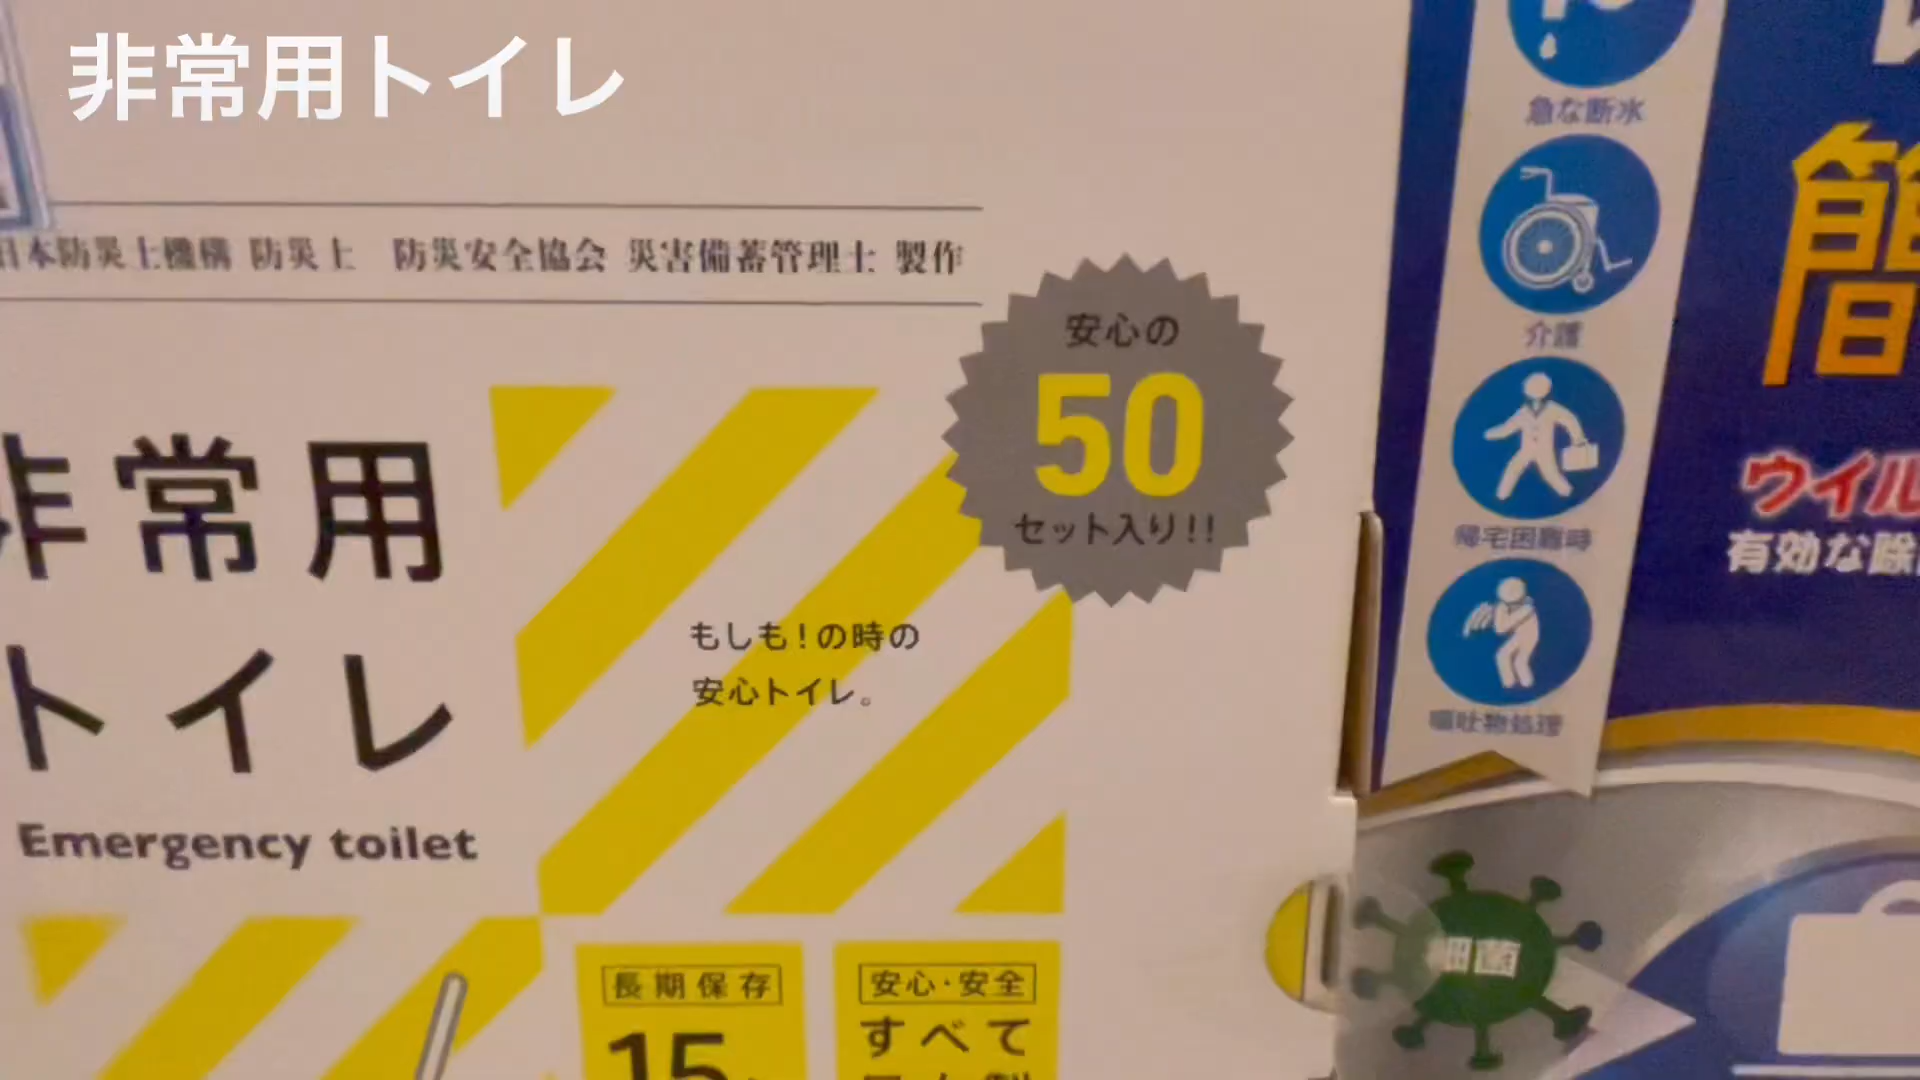 非常用トイレ
日本防災士機構 防災士 防災安全協会 災害備蓄管理士 製作
安心の
50
セット入り!!
非常用
トイレ
Emergency toilet
もしも!の時の
安心トイレ。
長期保存
15
安心・安全
すべて
急な断水
介護
帰宅困難時
嘔吐物処理
簡
ウイル
有効な除
細菌